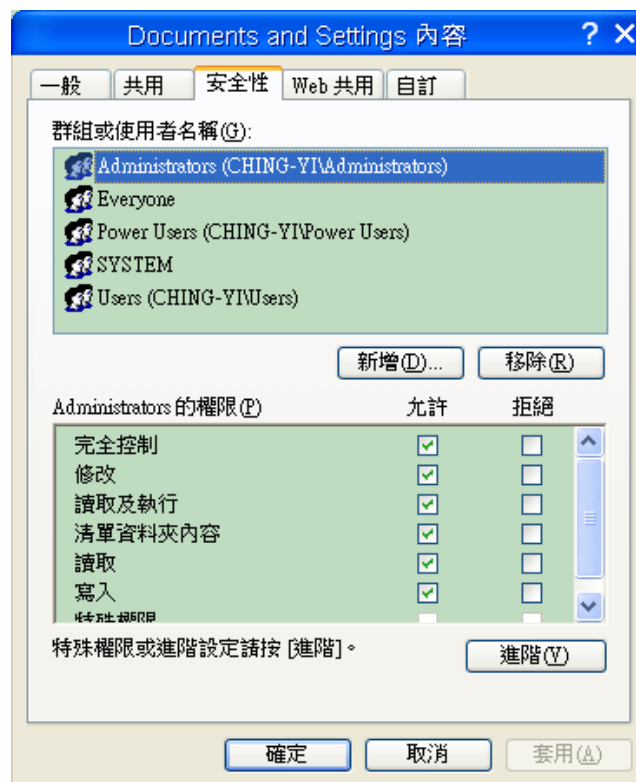 Documents and Settings 內容
一般 共用 安全性 Web 共用 自訂
群組或使用者名稱(G):
Administrators (CHING-YI\Administrators)
Everyone
Power Users (CHING-YI\Power Users)
SYSTEM
Users (CHING-YI\Users)
新增(D)... 移除(R)
Administrators 的權限(P) 允許 拒絕
完全控制
修改
讀取及執行
清單資料夾內容
讀取
寫入
特殊權限
特殊權限或進階設定請按 [進階]。 進階(V)
確定 取消 套用(A)